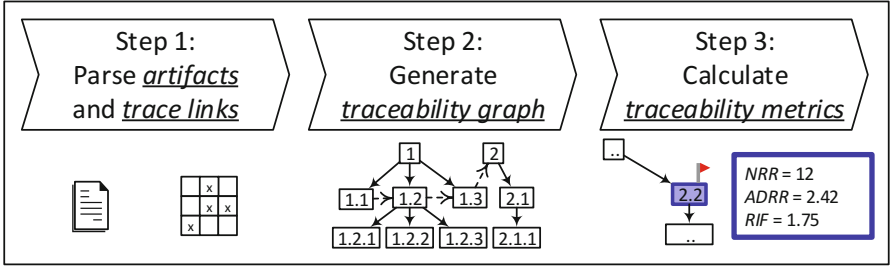 Step 1:
Parse artifacts
and trace links
Step 2:
Generate
traceability graph
Step 3:
Calculate
traceability metrics
x
x x
x
1 2
1.1 1.2 1.3 2.1
1.2.1 1.2.2 1.2.3 2.1.1
..
2.2
..
NRR = 12
ADRR = 2.42
RIF = 1.75